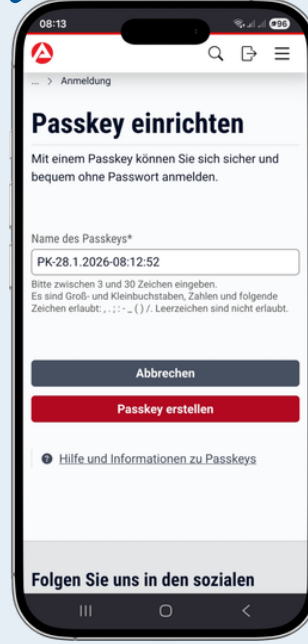 08:13
96
... > Anmeldung
Passkey einrichten
Mit einem Passkey können Sie sich sicher und
bequem ohne Passwort anmelden.
Name des Passkeys*
PK-28.1.2026-08:12:52
Bitte zwischen 3 und 30 Zeichen eingeben.
Es sind Groß- und Kleinbuchstaben, Zahlen und folgende
Zeichen erlaubt: , . ; : - _ ( ) /. Leerzeichen sind nicht erlaubt.
Abbrechen
Passkey erstellen
Hilfe und Informationen zu Passkeys
Folgen Sie uns in den sozialen